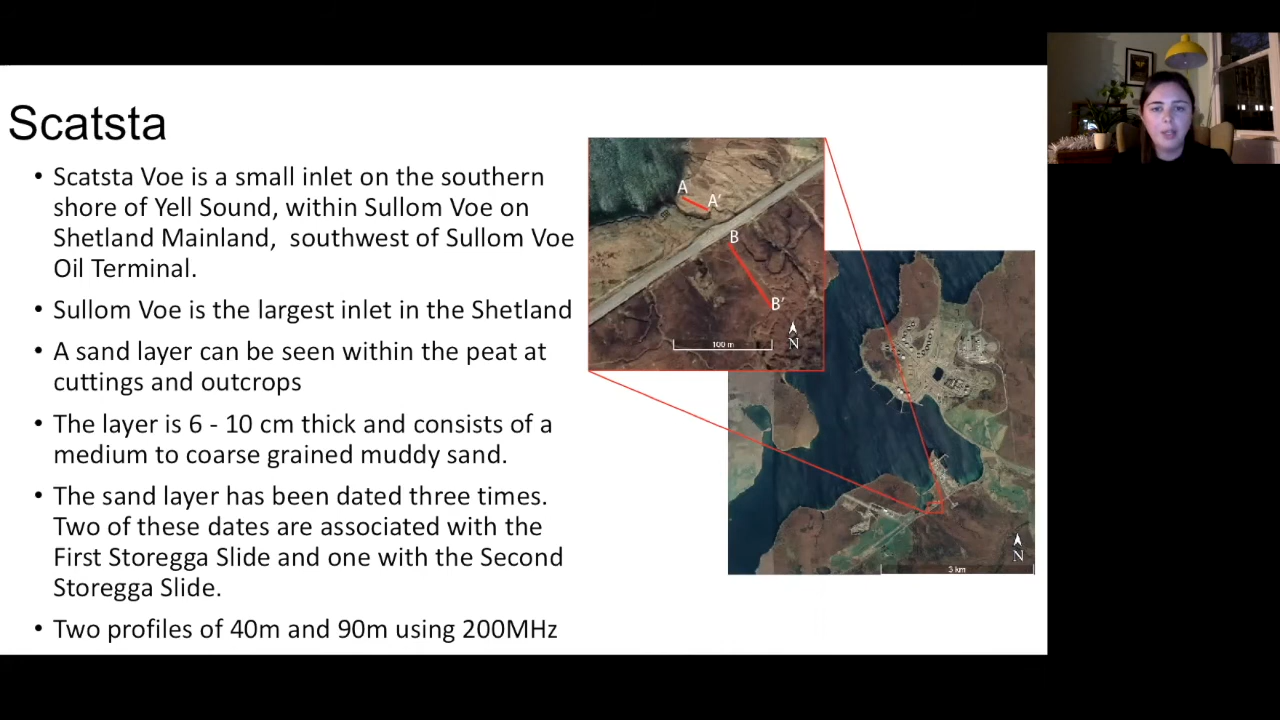 Scatsta
• Scatsta Voe is a small inlet on the southern
shore of Yell Sound, within Sullom Voe on
Shetland Mainland,  southwest of Sullom Voe
Oil Terminal.
• Sullom Voe is the largest inlet in the Shetland
• A sand layer can be seen within the peat at
cuttings and outcrops
• The layer is 6 - 10 cm thick and consists of a
medium to coarse grained muddy sand.
• The sand layer has been dated three times.
Two of these dates are associated with the
First Storegga Slide and one with the Second
Storegga Slide.
• Two profiles of 40m and 90m using 200MHz
A
A'
B
B'
100 m
N
N
3 km